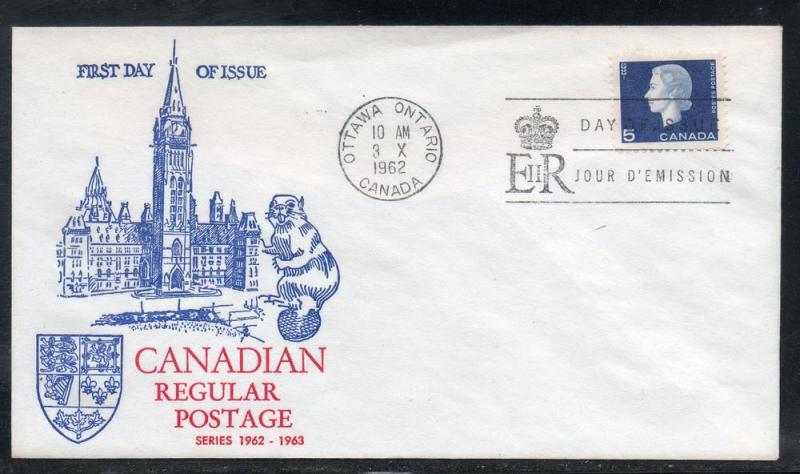 FIRST DAY OF ISSUE
OTTAWA ONTARIO
10 AM
3 X
1962
CANADA
DAY OF ISSUE
EIIR JOUR D'EMISSION
POSTES POSTAGE
5 CANADA
CANADIAN
REGULAR
POSTAGE
SERIES 1962 - 1963